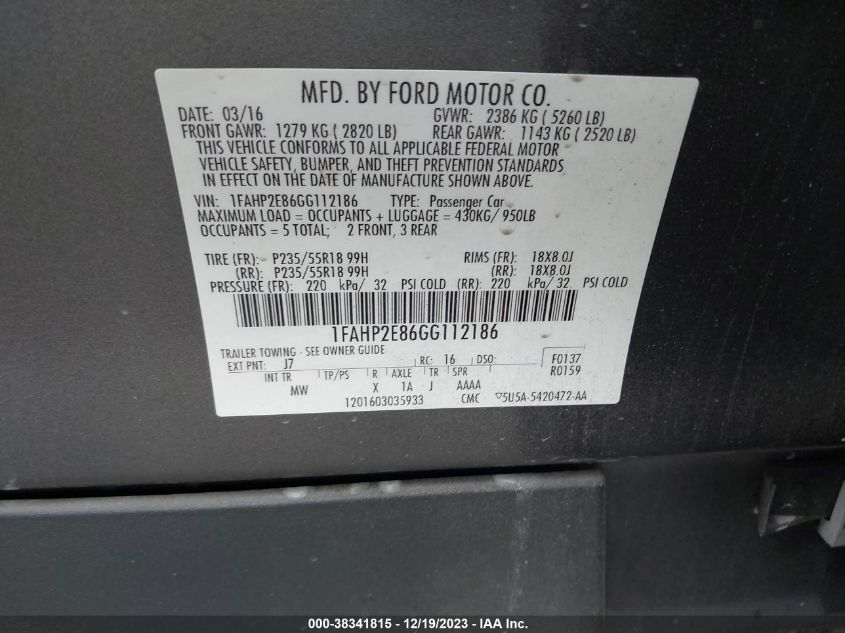 MFD. BY FORD MOTOR CO.
DATE: 03/16 GVWR: 2386 KG ( 5260 LB)
FRONT GAWR: 1279 KG ( 2820 LB) REAR GAWR: 1143 KG ( 2520 LB)
THIS VEHICLE CONFORMS TO ALL APPLICABLE FEDERAL MOTOR
VEHICLE SAFETY, BUMPER, AND THEFT PREVENTION STANDARDS
IN EFFECT ON THE DATE OF MANUFACTURE SHOWN ABOVE.
VIN: 1FAHP2E86GG112186 TYPE: Passenger Car
MAXIMUM LOAD = OCCUPANTS + LUGGAGE = 430KG/ 950LB
OCCUPANTS = 5 TOTAL; 2 FRONT, 3 REAR
TIRE (FR): P235/55R18 99H RIMS (FR): 18X8.0J
(RR): P235/55R18 99H (RR): 18X8.0J
PRESSURE (FR): 220 kPa/ 32 PSI COLD (RR): 220 kPa/ 32 PSI COLD
1FAHP2E86GG112186
TRAILER TOWING - SEE OWNER GUIDE
EXT PNT: J7 RC: 16 DSO: F0137
INT TR TP/PS R AXLE TR SPR R0159
MW X 1A J AAAA
1201603035933 CMC ▽5U5A-5420472-AA
000-38341815 - 12/19/2023 - IAA, Inc.